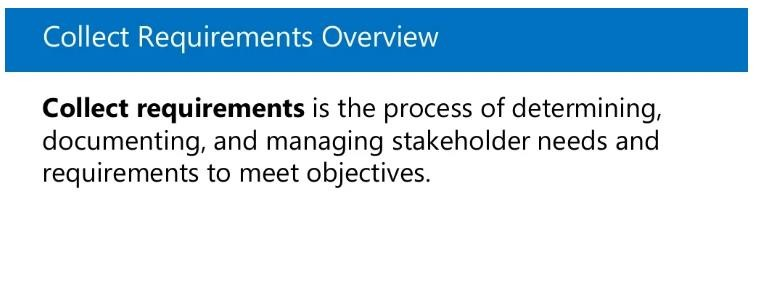 Collect Requirements Overview
Collect requirements is the process of determining,
documenting, and managing stakeholder needs and
requirements to meet objectives.